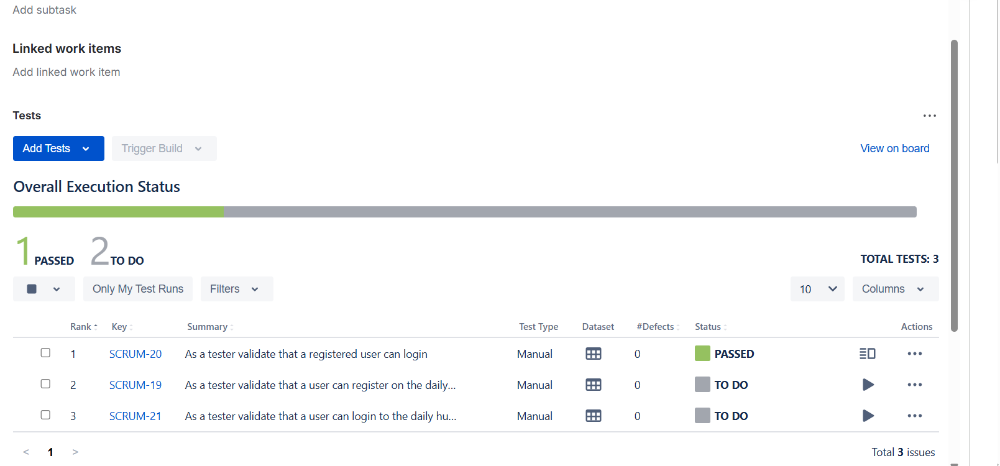 Add subtask
Linked work items
Add linked work item
Tests
Add Tests Trigger Build View on board
Overall Execution Status
1 PASSED 2 TO DO TOTAL TESTS: 3
Only My Test Runs Filters 10 Columns
Rank Key Summary Test Type Dataset #Defects Status Actions
1 SCRUM-20 As a tester validate that a registered user can login Manual 0 PASSED
2 SCRUM-19 As a tester validate that a user can register on the daily... Manual 0 TO DO
3 SCRUM-21 As a tester validate that a user can login to the daily hu... Manual 0 TO DO
< 1 > Total 3 issues